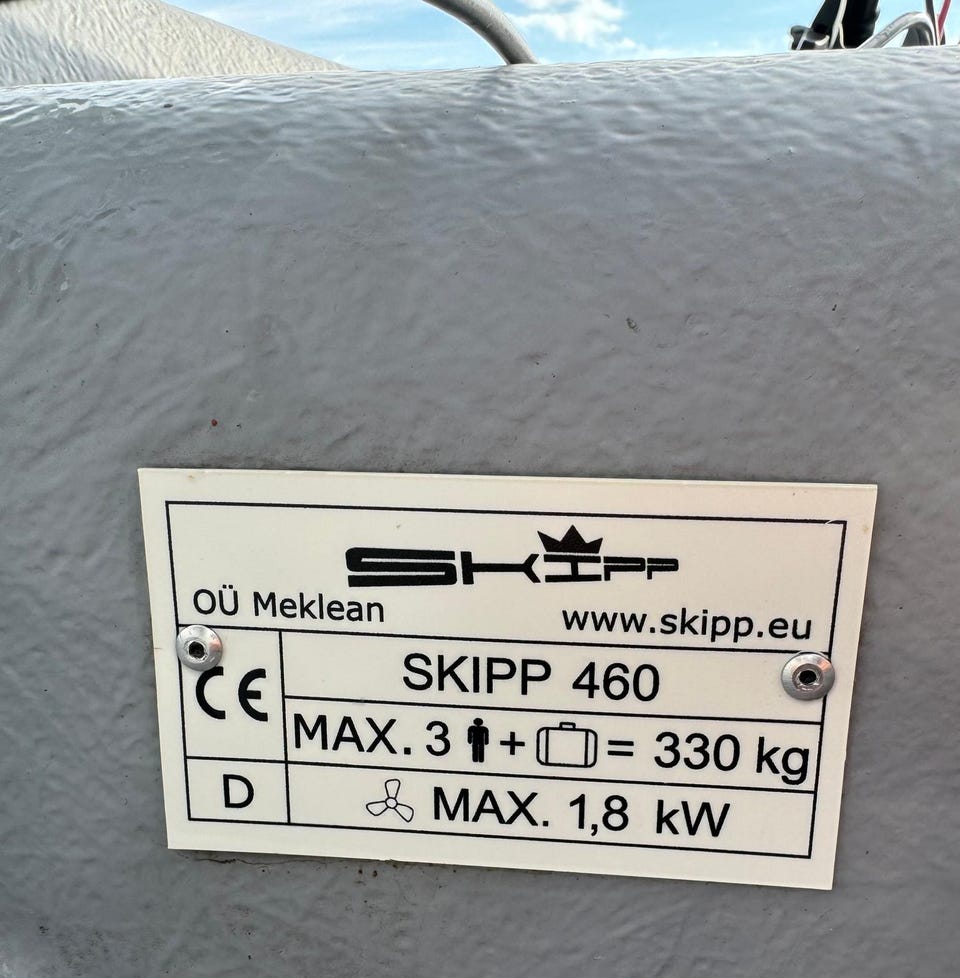 SKIPP
OÜ Meklean www.skipp.eu
CE
SKIPP 460
MAX. 3 + = 330 kg
D
MAX. 1,8 kW